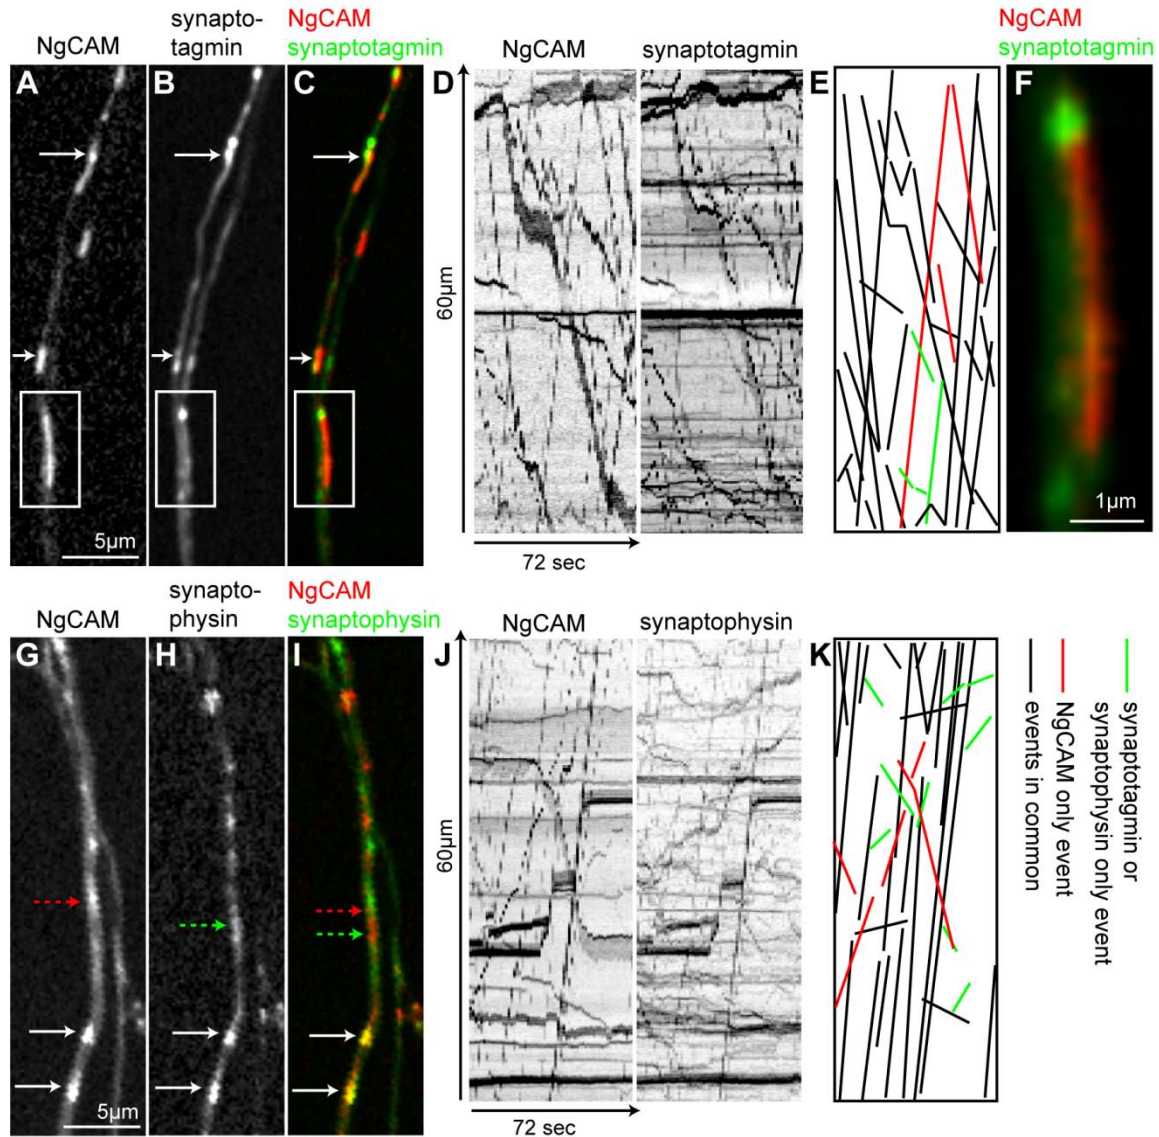 NgCAM
synapto-
tagmin
NgCAM
synaptotagmin
NgCAM
synaptotagmin
NgCAM
synaptotagmin
A
B
C
D
E
F
60µm
5µm
72 sec
1µm
NgCAM
synapto-
physin
NgCAM
synaptophysin
NgCAM
synaptophysin
G
H
I
J
K
60µm
5µm
72 sec
synaptotagmin or
synaptophysin only event
NgCAM only event
events in common